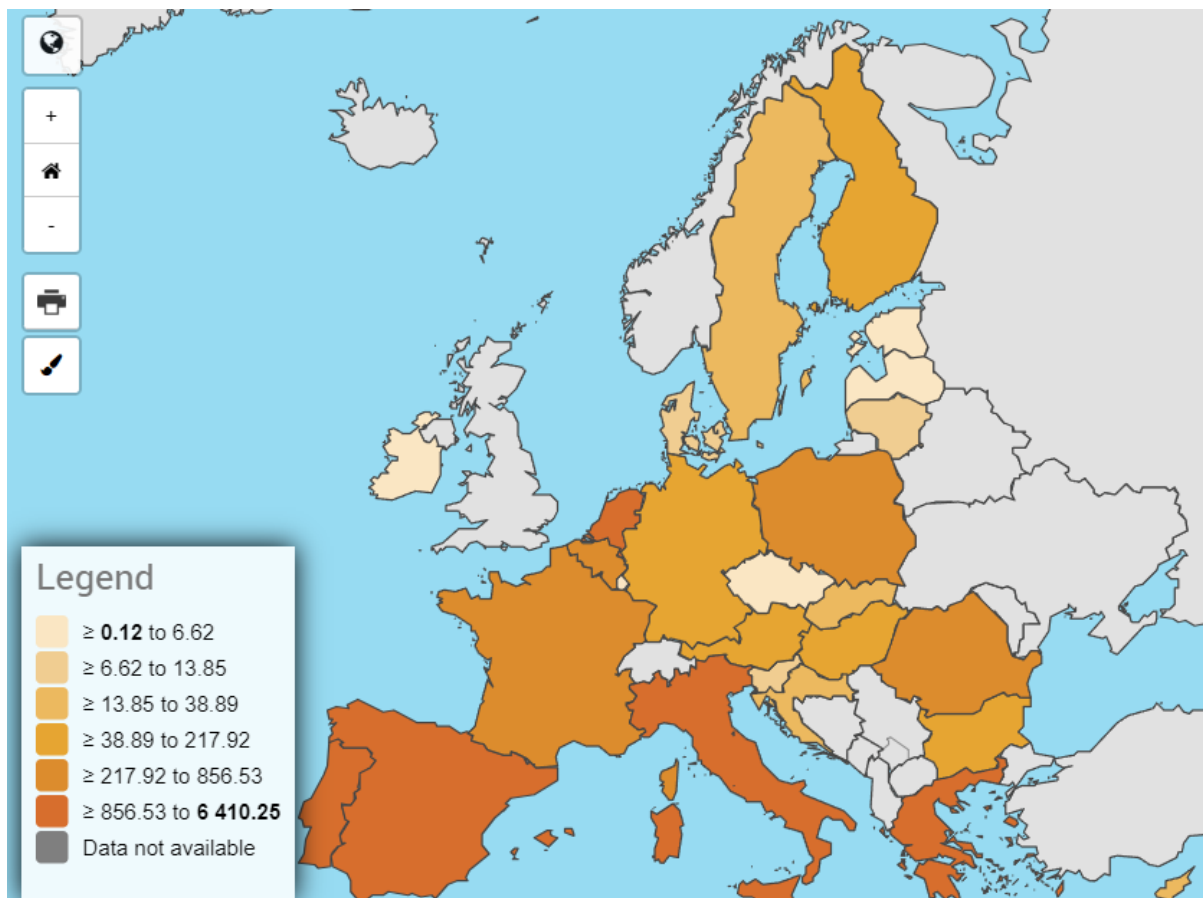 +
-
Legend
≥ 0.12 to 6.62
≥ 6.62 to 13.85
≥ 13.85 to 38.89
≥ 38.89 to 217.92
≥ 217.92 to 856.53
≥ 856.53 to 6 410.25
Data not available